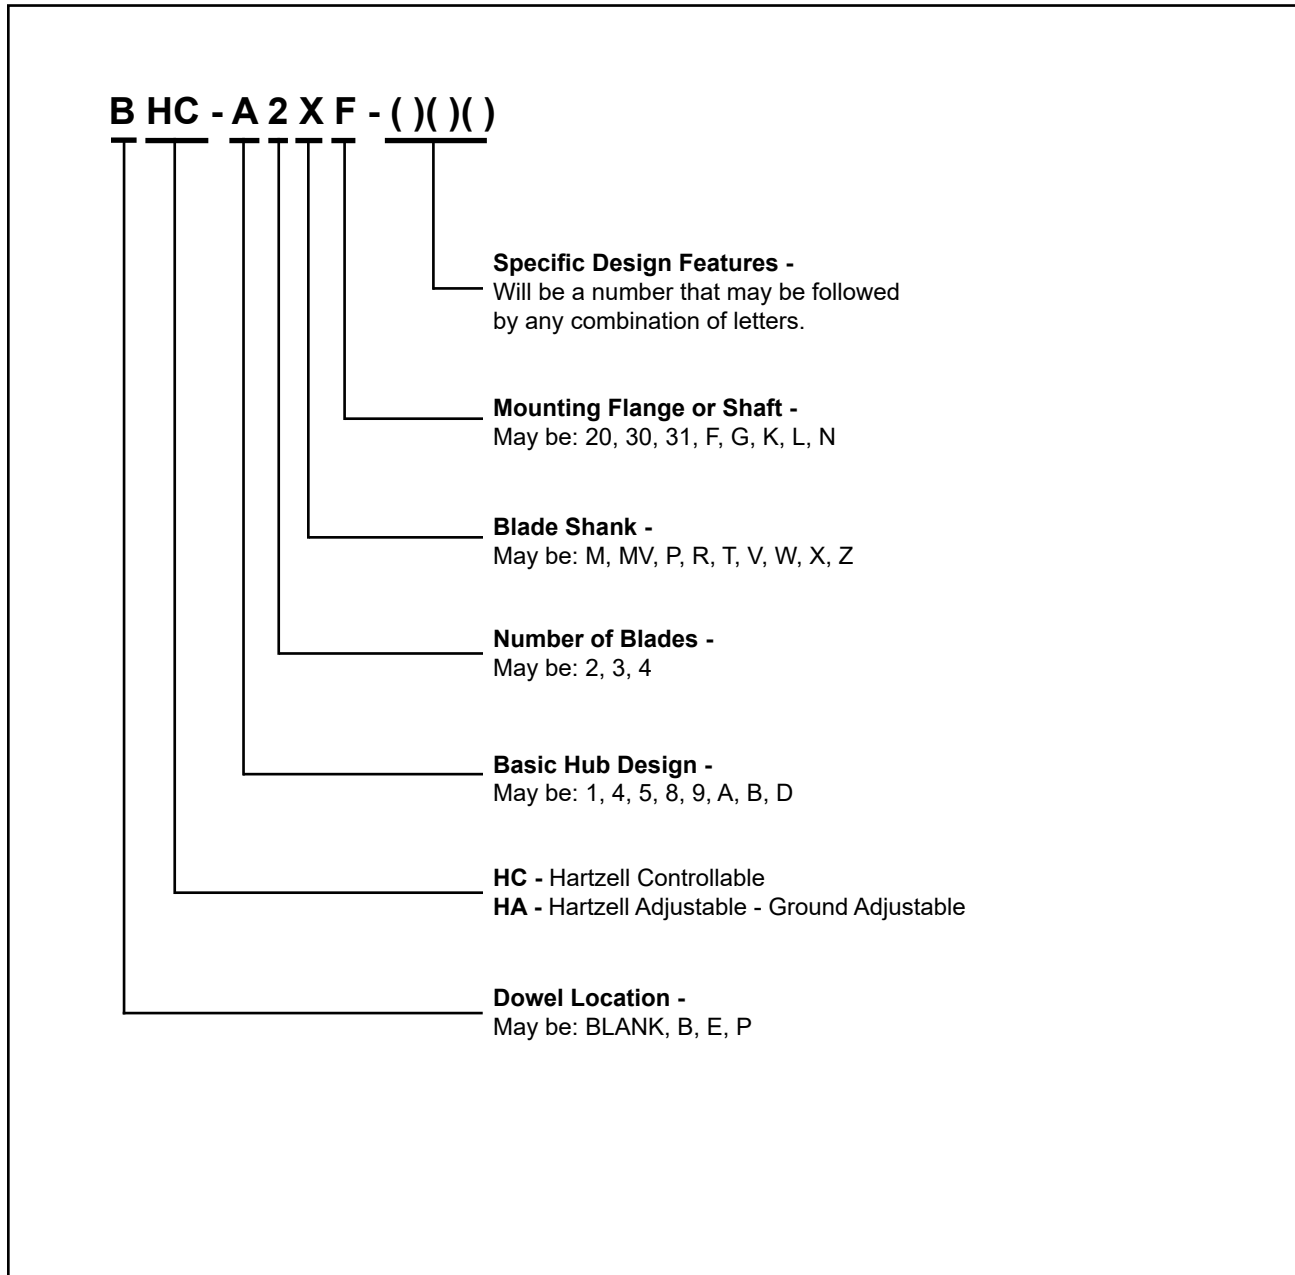 B HC - A 2 X F - ( )( )( )
Specific Design Features -
Will be a number that may be followed
by any combination of letters.
Mounting Flange or Shaft -
May be: 20, 30, 31, F, G, K, L, N
Blade Shank -
May be: M, MV, P, R, T, V, W, X, Z
Number of Blades -
May be: 2, 3, 4
Basic Hub Design -
May be: 1, 4, 5, 8, 9, A, B, D
HC - Hartzell Controllable
HA - Hartzell Adjustable - Ground Adjustable
Dowel Location -
May be: BLANK, B, E, P